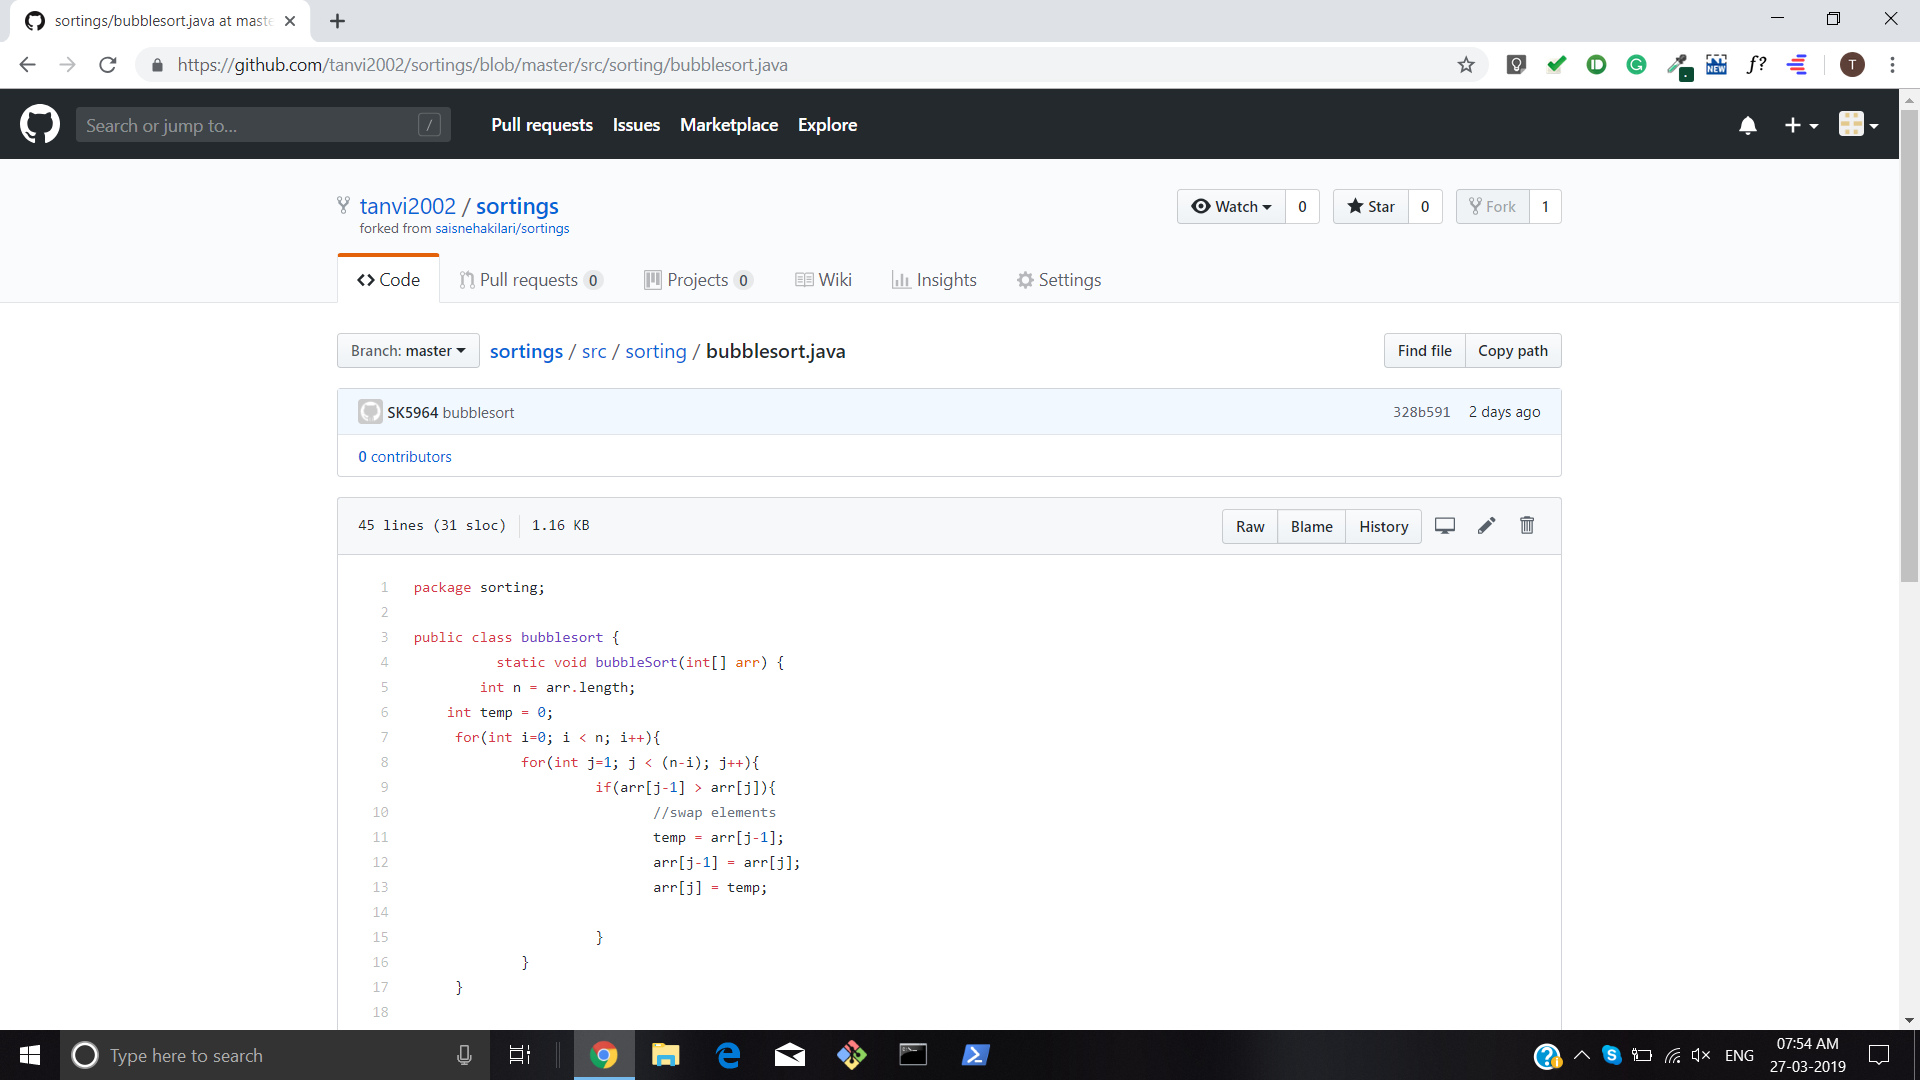 sortings/bubblesort.java at maste
https://github.com/tanvi2002/sortings/blob/master/src/sorting/bubblesort.java
NEW
f?
T
Search or jump to...
/
Pull requests Issues Marketplace Explore
tanvi2002 / sortings
Watch 0 Star 0 Fork 1
forked from saisnehakilari/sortings
Code Pull requests 0 Projects 0 Wiki Insights Settings
Branch: master sortings / src / sorting / bubblesort.java Find file Copy path
SK5964 bubblesort 328b591 2 days ago
0 contributors
45 lines (31 sloc) 1.16 KB Raw Blame History
1 package sorting;
2
3 public class bubblesort {
4 static void bubbleSort(int[] arr) {
5 int n = arr.length;
6 int temp = 0;
7 for(int i=0; i < n; i++){
8 for(int j=1; j < (n-i); j++){
9 if(arr[j-1] > arr[j]){
10 //swap elements
11 temp = arr[j-1];
12 arr[j-1] = arr[j];
13 arr[j] = temp;
14
15 }
16 }
17 }
18
Type here to search
ENG
07:54 AM
27-03-2019